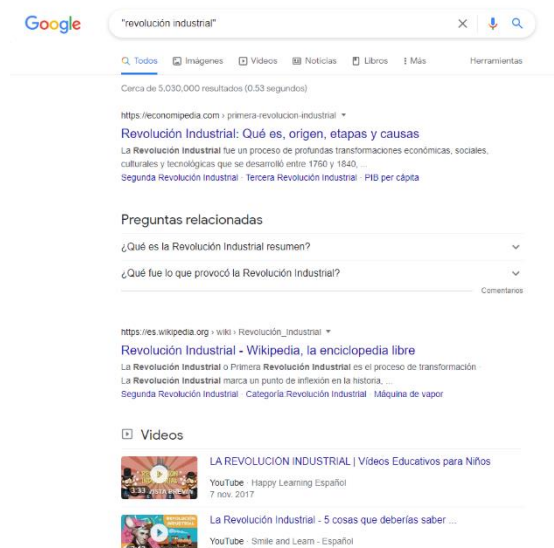 Google
"revolución industrial"
Todos Imágenes Videos Noticias Libros Más Herramientas
Cerca de 5,030,000 resultados (0.53 segundos)
https://economipedia.com › primera-revolucion-industrial
Revolución Industrial: Qué es, origen, etapas y causas
La Revolución Industrial fue un proceso de profundas transformaciones económicas, sociales,
culturales y tecnológicas que se desarrolló entre 1760 y 1840, ...
Segunda Revolución Industrial · Tercera Revolución Industrial · PIB per cápita
Preguntas relacionadas
¿Qué es la Revolución Industrial resumen?
¿Qué fue lo que provocó la Revolución Industrial?
Comentarios
https://es.wikipedia.org › wiki › Revolución_Industrial
Revolución Industrial - Wikipedia, la enciclopedia libre
La Revolución Industrial o Primera Revolución Industrial es el proceso de transformación ·
La Revolución Industrial marca un punto de inflexión en la historia, ...
Segunda Revolución Industrial · Categoría Revolución Industrial · Máquina de vapor
Videos
LA REVOLUCIÓN INDUSTRIAL | Vídeos Educativos para Niños
YouTube · Happy Learning Español
3:33 VISTA PREVIA
7 nov. 2017
La Revolución Industrial - 5 cosas que deberías saber ...
YouTube · Smile and Learn - Español